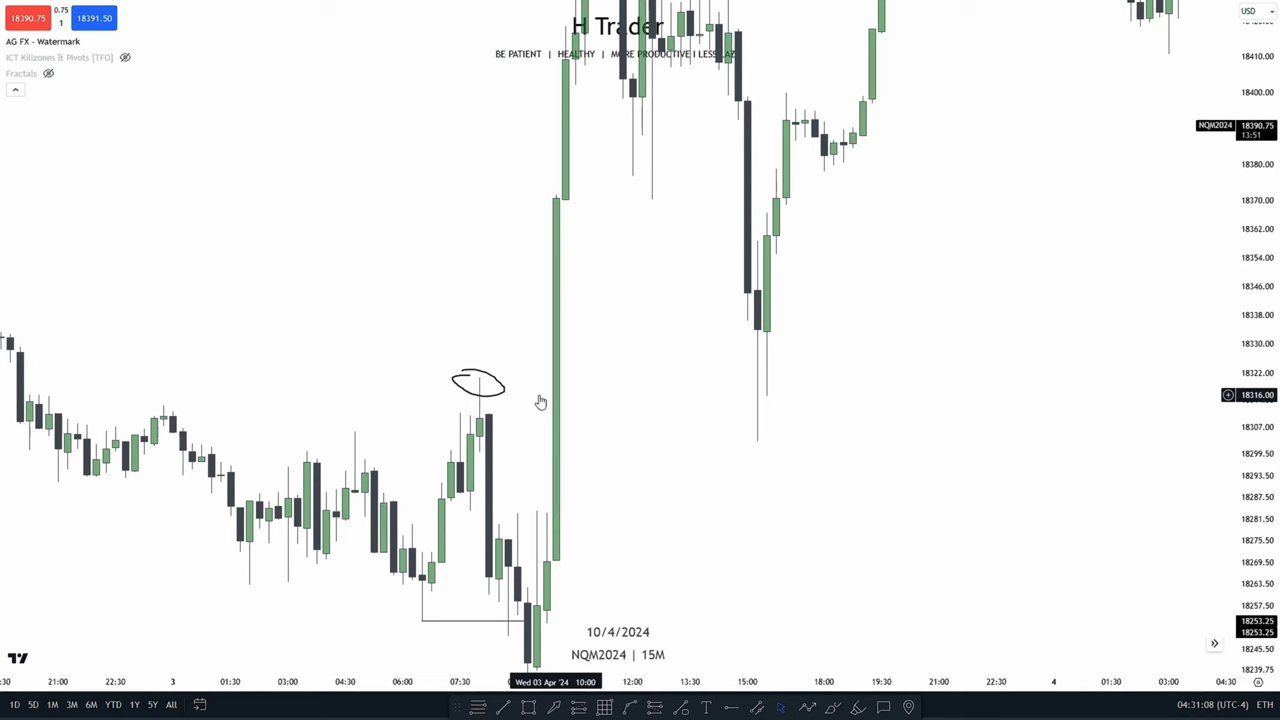 18390.75
0.75
1
18391.50
H Trader
USD
AG FX - Watermark
BE PATIENT | HEALTHY | MORE PRODUCTIVE I LESS LAZ
ICT Killzones & Pivots [TFO]
Fractals
18410.00
18400.00
NQM2024 18390.75
13:51
18380.00
18370.00
18362.00
18354.00
18346.00
18338.00
18330.00
18322.00
18316.00
18307.00
18299.50
18293.50
18287.50
18281.50
18275.50
18269.50
18263.50
18257.50
18253.25
18253.25
18245.50
18239.75
10/4/2024
NQM2024 | 15M
:30 21:00 22:30 3 01:30 03:00 04:30 06:00 07:30 Wed 03 Apr '24 10:00 12:00 13:30 15:00 16:30 19:30 21:00 22:30 4 01:30 03:00 04:30
1D 5D 1M 3M 6M YTD 1Y 5Y All
04:31:08 (UTC-4) ETH